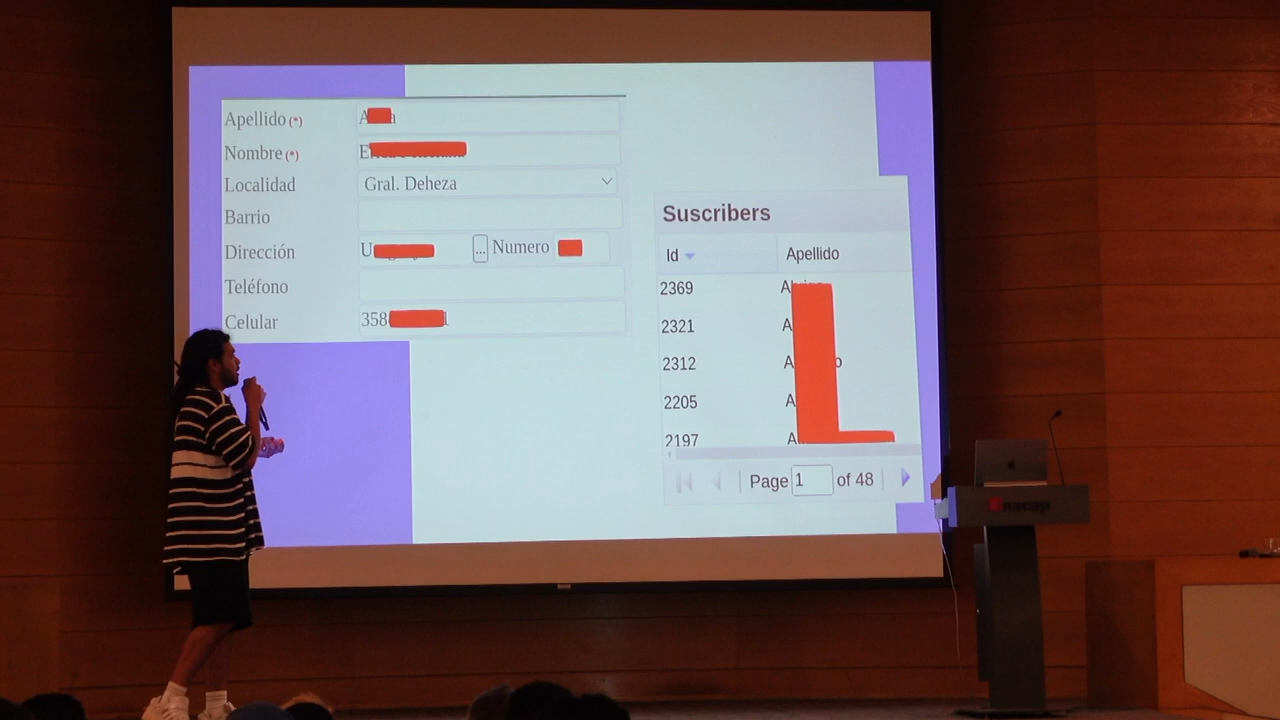 Apellido (*)
Nombre (*)
Localidad Gral. Deheza
Barrio
Dirección ... Numero
Teléfono
Celular 358
Suscribers
Id Apellido
2369
2321
2312
2205
2197
Page 1 of 48
inacap